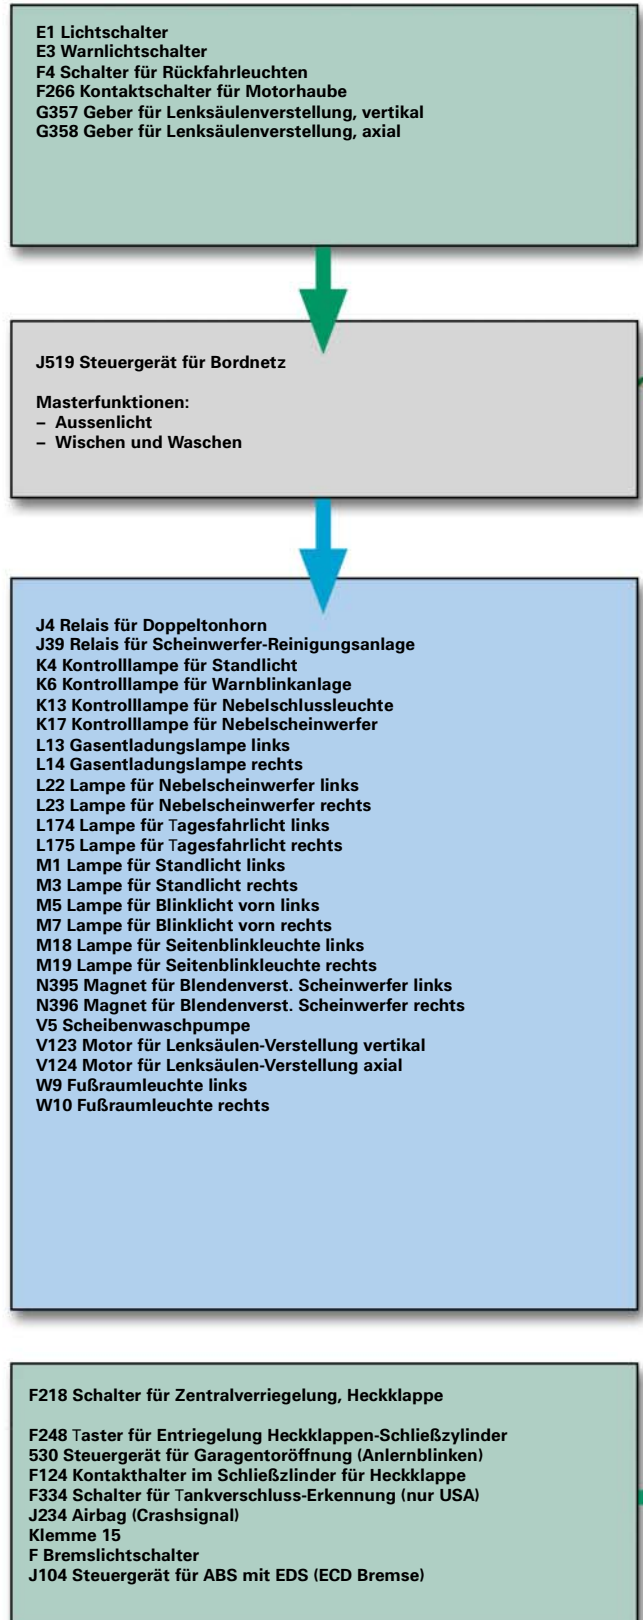 E1 Lichtschalter
E3 Warnlichtschalter
F4 Schalter für Rückfahrleuchten
F266 Kontaktschalter für Motorhaube
G357 Geber für Lenksäulenverstellung, vertikal
G358 Geber für Lenksäulenverstellung, axial
J519 Steuergerät für Bordnetz
Masterfunktionen:
– Aussenlicht
– Wischen und Waschen
J4 Relais für Doppeltonhorn
J39 Relais für Scheinwerfer-Reinigungsanlage
K4 Kontrolllampe für Standlicht
K6 Kontrolllampe für Warnblinkanlage
K13 Kontrolllampe für Nebelschlussleuchte
K17 Kontrolllampe für Nebelscheinwerfer
L13 Gasentladungslampe links
L14 Gasentladungslampe rechts
L22 Lampe für Nebelscheinwerfer links
L23 Lampe für Nebelscheinwerfer rechts
L174 Lampe für Tagesfahrlicht links
L175 Lampe für Tagesfahrlicht rechts
M1 Lampe für Standlicht links
M3 Lampe für Standlicht rechts
M5 Lampe für Blinklicht vorn links
M7 Lampe für Blinklicht vorn rechts
M18 Lampe für Seitenblinkleuchte links
M19 Lampe für Seitenblinkleuchte rechts
N395 Magnet für Blendenverst. Scheinwerfer links
N396 Magnet für Blendenverst. Scheinwerfer rechts
V5 Scheibenwaschpumpe
V123 Motor für Lenksäulen-Verstellung vertikal
V124 Motor für Lenksäulen-Verstellung axial
W9 Fußraumleuchte links
W10 Fußraumleuchte rechts
F218 Schalter für Zentralverriegelung, Heckklappe
F248 Taster für Entriegelung Heckklappen-Schließzylinder
530 Steuergerät für Garagentoröffnung (Anlernblinken)
F124 Kontakthalter im Schließzlinder für Heckklappe
F334 Schalter für Tankverschluss-Erkennung (nur USA)
J234 Airbag (Crashsignal)
Klemme 15
F Bremslichtschalter
J104 Steuergerät für ABS mit EDS (ECD Bremse)